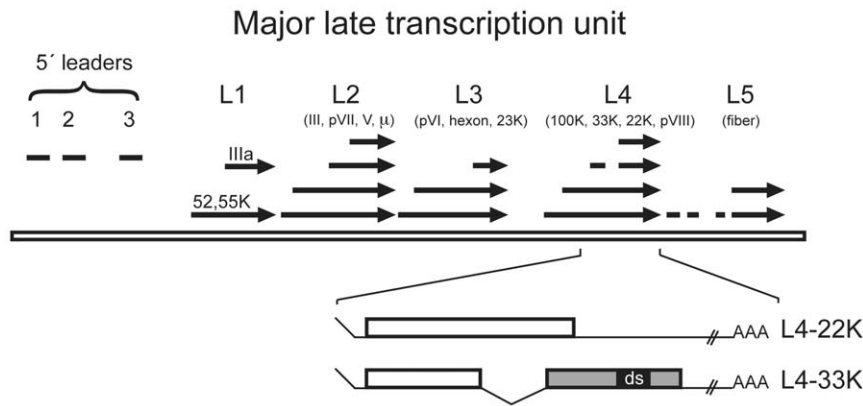 Major late transcription unit
5´ leaders
1 2 3
L1 L2 L3 L4 L5
(III, pVII, V, μ) (pVI, hexon, 23K) (100K, 33K, 22K, pVIII) (fiber)
IIIa
52,55K
AAA L4-22K
ds AAA L4-33K